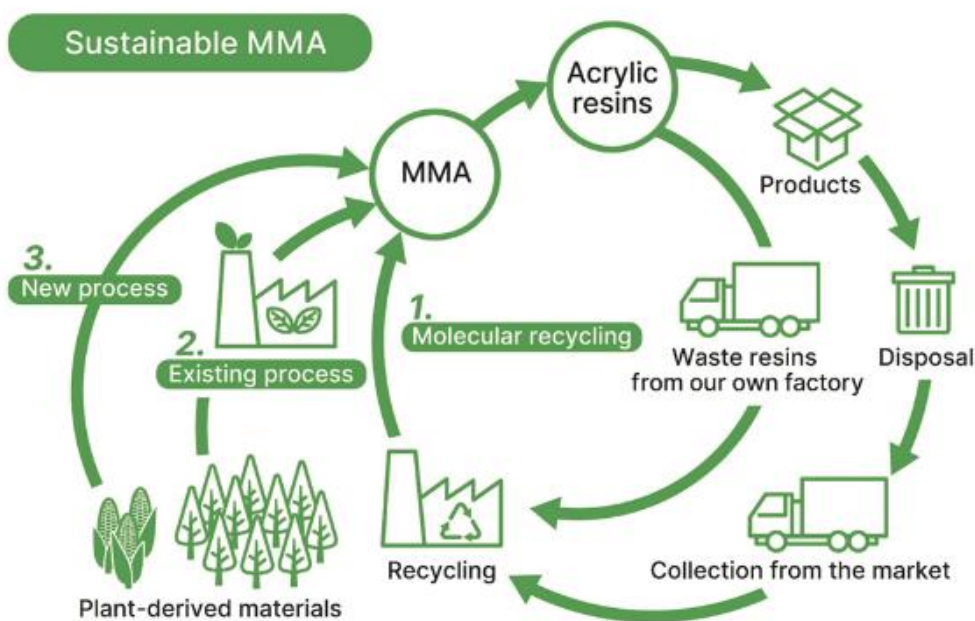 Sustainable MMA
Acrylic
resins
MMA
Products
3.
New process
2.
Existing process
1.
Molecular recycling
Waste resins
from our own factory
Disposal
Recycling
Collection from the market
Plant-derived materials